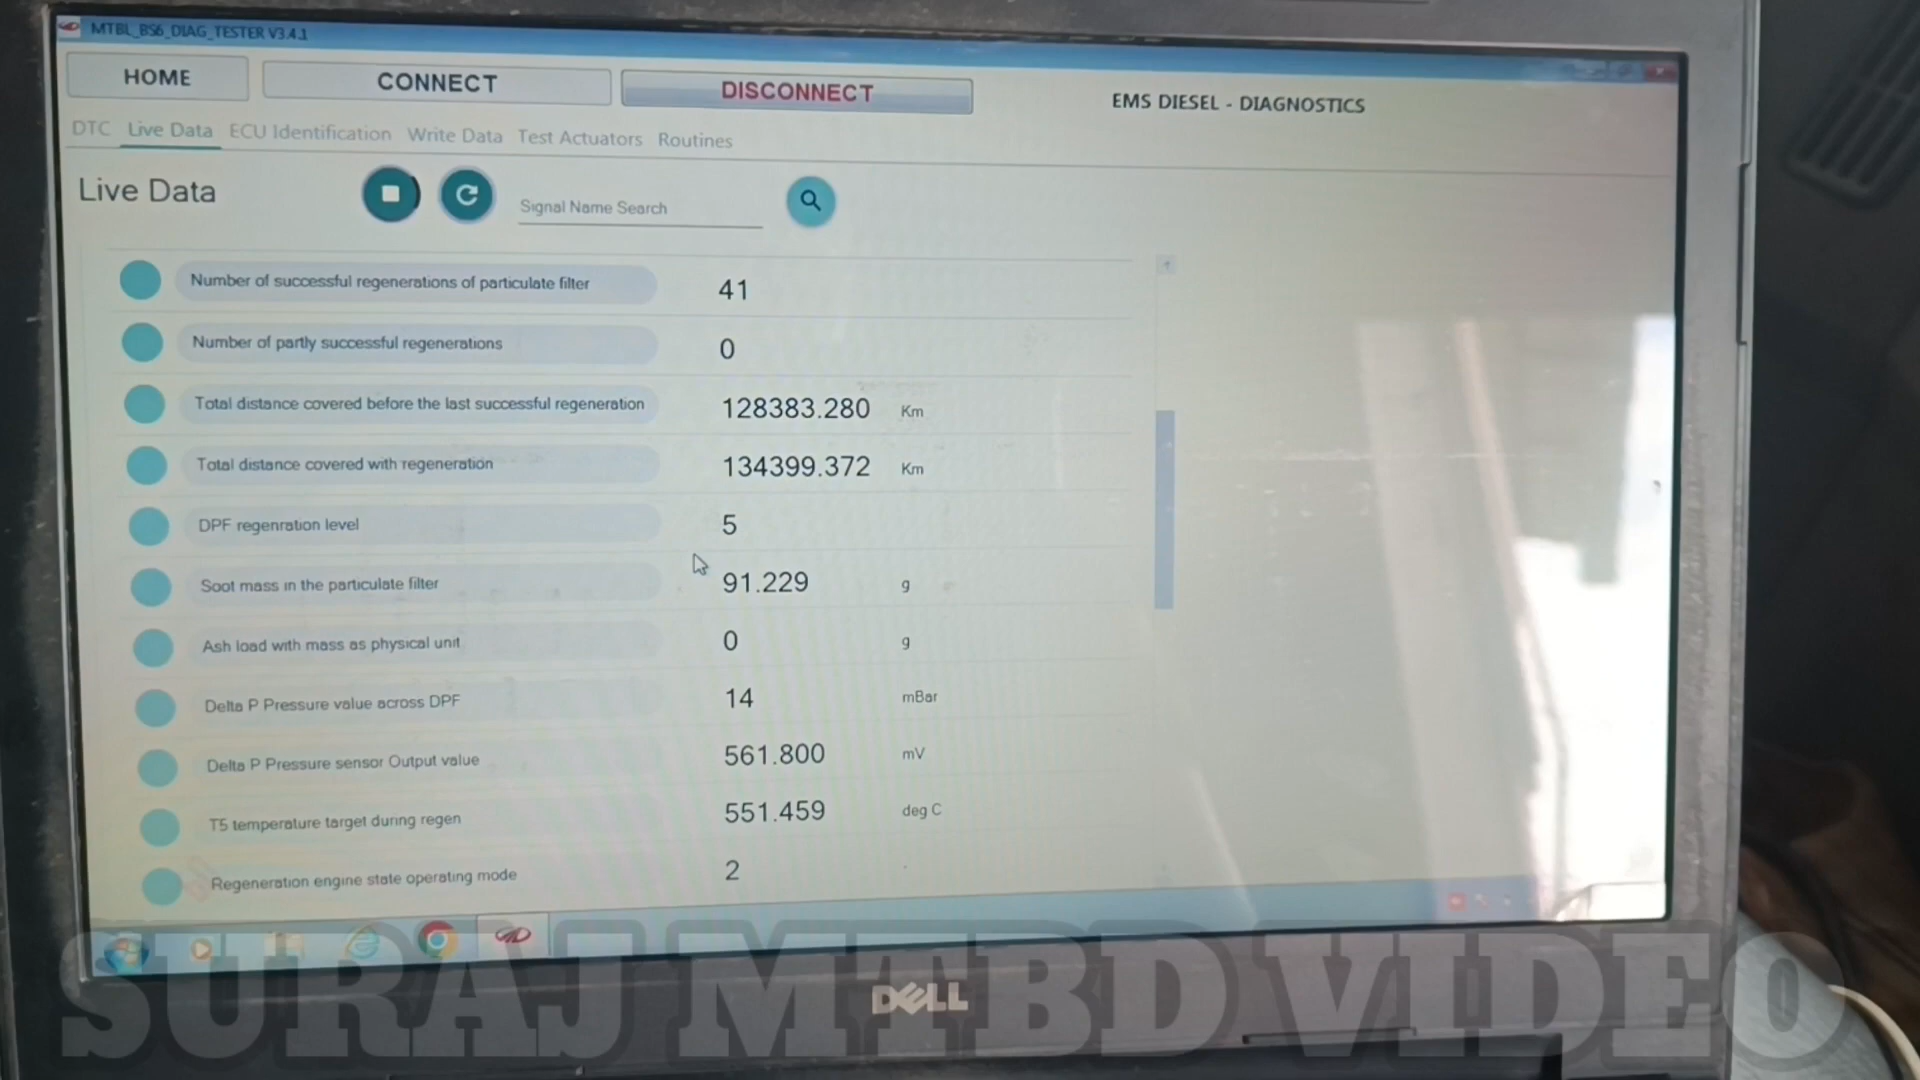 MTBL_BS6_DIAG_TESTER V3.4.1
HOME CONNECT DISCONNECT EMS DIESEL - DIAGNOSTICS
DTC Live Data ECU Identification Write Data Test Actuators Routines
Live Data Signal Name Search
Number of successful regenerations of particulate filter 41
Number of partly successful regenerations 0
Total distance covered before the last successful regeneration 128383.280 Km
Total distance covered with regeneration 134399.372 Km
DPF regenration level 5
Soot mass in the particulate filter 91.229 g
Ash load with mass as physical unit 0 g
Delta P Pressure value across DPF 14 mBar
Delta P Pressure sensor Output value 561.800 mV
T5 temperature target during regen 551.459 deg C
Regeneration engine state operating mode 2
SURAJ MTBD VIDEO
DELL